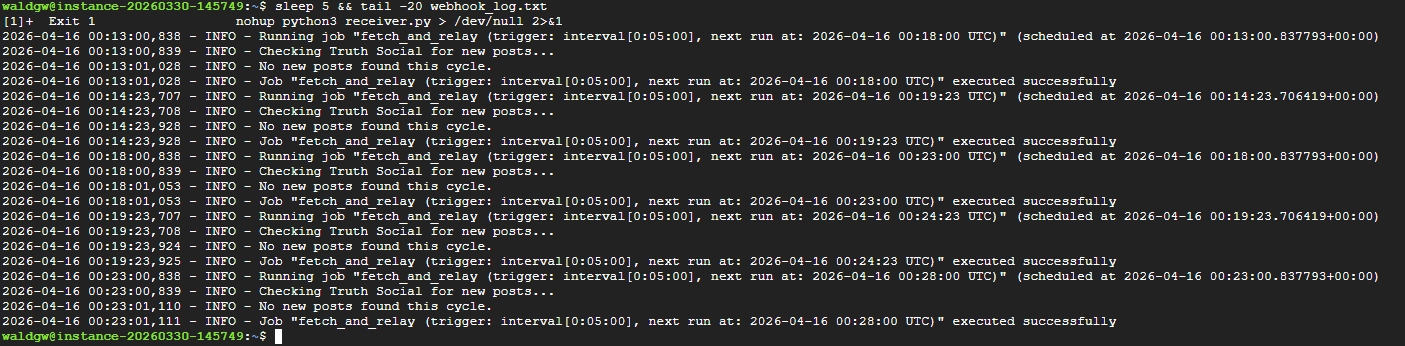 waldgw@instance-20260330-145749:~$ sleep 5 && tail -20 webhook_log.txt
[1]+  Exit 1                  nohup python3 receiver.py > /dev/null 2>&1
2026-04-16 00:13:00,838 - INFO - Running job "fetch_and_relay (trigger: interval[0:05:00], next run at: 2026-04-16 00:18:00 UTC)" (scheduled at 2026-04-16 00:13:00.837793+00:00)
2026-04-16 00:13:00,839 - INFO - Checking Truth Social for new posts...
2026-04-16 00:13:01,028 - INFO - No new posts found this cycle.
2026-04-16 00:13:01,028 - INFO - Job "fetch_and_relay (trigger: interval[0:05:00], next run at: 2026-04-16 00:18:00 UTC)" executed successfully
2026-04-16 00:14:23,707 - INFO - Running job "fetch_and_relay (trigger: interval[0:05:00], next run at: 2026-04-16 00:19:23 UTC)" (scheduled at 2026-04-16 00:14:23.706419+00:00)
2026-04-16 00:14:23,708 - INFO - Checking Truth Social for new posts...
2026-04-16 00:14:23,928 - INFO - No new posts found this cycle.
2026-04-16 00:14:23,928 - INFO - Job "fetch_and_relay (trigger: interval[0:05:00], next run at: 2026-04-16 00:19:23 UTC)" executed successfully
2026-04-16 00:18:00,838 - INFO - Running job "fetch_and_relay (trigger: interval[0:05:00], next run at: 2026-04-16 00:23:00 UTC)" (scheduled at 2026-04-16 00:18:00.837793+00:00)
2026-04-16 00:18:00,839 - INFO - Checking Truth Social for new posts...
2026-04-16 00:18:01,053 - INFO - No new posts found this cycle.
2026-04-16 00:18:01,053 - INFO - Job "fetch_and_relay (trigger: interval[0:05:00], next run at: 2026-04-16 00:23:00 UTC)" executed successfully
2026-04-16 00:19:23,707 - INFO - Running job "fetch_and_relay (trigger: interval[0:05:00], next run at: 2026-04-16 00:24:23 UTC)" (scheduled at 2026-04-16 00:19:23.706419+00:00)
2026-04-16 00:19:23,708 - INFO - Checking Truth Social for new posts...
2026-04-16 00:19:23,924 - INFO - No new posts found this cycle.
2026-04-16 00:19:23,925 - INFO - Job "fetch_and_relay (trigger: interval[0:05:00], next run at: 2026-04-16 00:24:23 UTC)" executed successfully
2026-04-16 00:23:00,838 - INFO - Running job "fetch_and_relay (trigger: interval[0:05:00], next run at: 2026-04-16 00:28:00 UTC)" (scheduled at 2026-04-16 00:23:00.837793+00:00)
2026-04-16 00:23:00,839 - INFO - Checking Truth Social for new posts...
2026-04-16 00:23:01,110 - INFO - No new posts found this cycle.
2026-04-16 00:23:01,111 - INFO - Job "fetch_and_relay (trigger: interval[0:05:00], next run at: 2026-04-16 00:28:00 UTC)" executed successfully
waldgw@instance-20260330-145749:~$